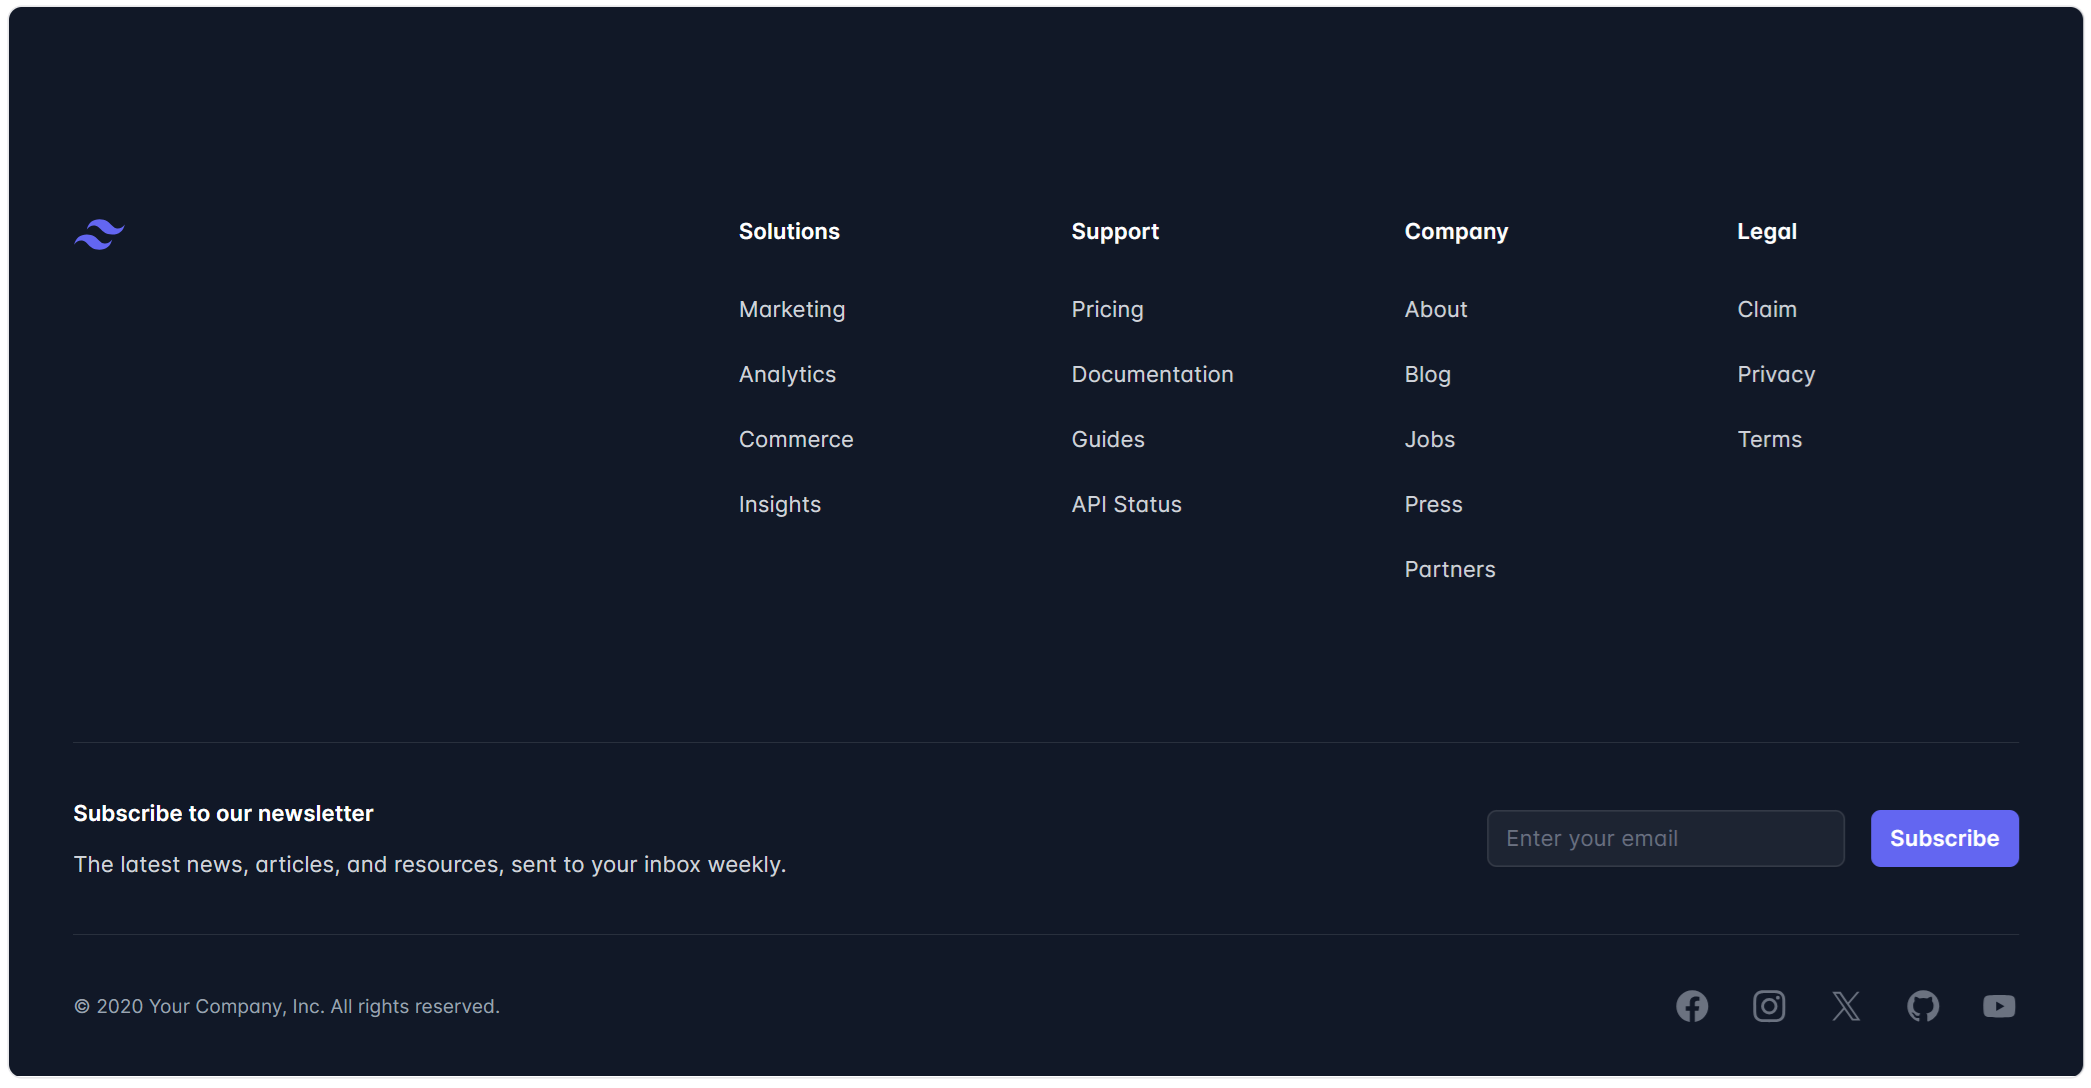 Solutions
Marketing
Analytics
Commerce
Insights
Support
Pricing
Documentation
Guides
API Status
Company
About
Blog
Jobs
Press
Partners
Legal
Claim
Privacy
Terms
Subscribe to our newsletter
The latest news, articles, and resources, sent to your inbox weekly.
Enter your email
Subscribe
© 2020 Your Company, Inc. All rights reserved.